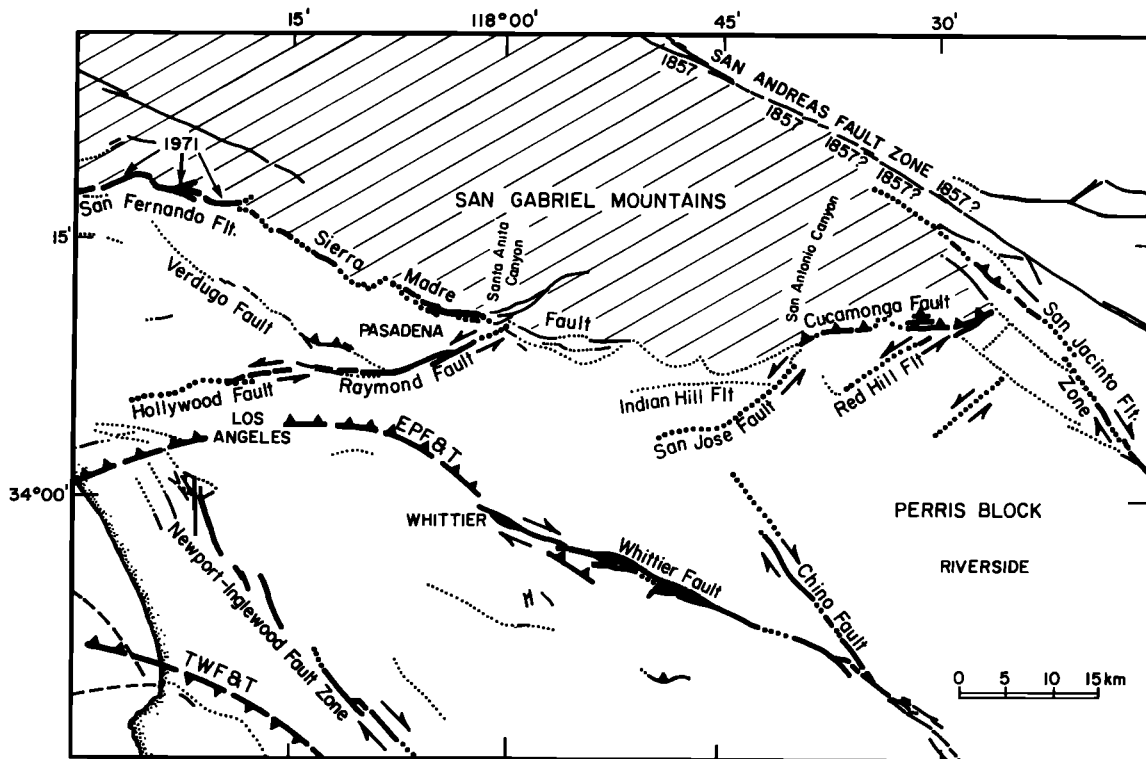 15'
118°00'
45'
30'
SAN ANDREAS FAULT ZONE
1857
1857
1857?
1857?
1857?
1971
SAN GABRIEL MOUNTAINS
San Fernando Flt.
15'
Sierra Madre Fault
Santa Anita
Canyon
San Antonio Canyon
Verdugo Fault
PASADENA
Cucamonga Fault
San Jacinto Flt.
Zone
Raymond Fault
Hollywood Fault
Indian Hill Flt
Red Hill Flt
San Jose Fault
LOS
ANGELES
EPF&T
34°00'
WHITTIER
PERRIS BLOCK
RIVERSIDE
Whittier Fault
Newport-Inglewood Fault Zone
Chino Fault
TWF&T
0 5 10 15 km